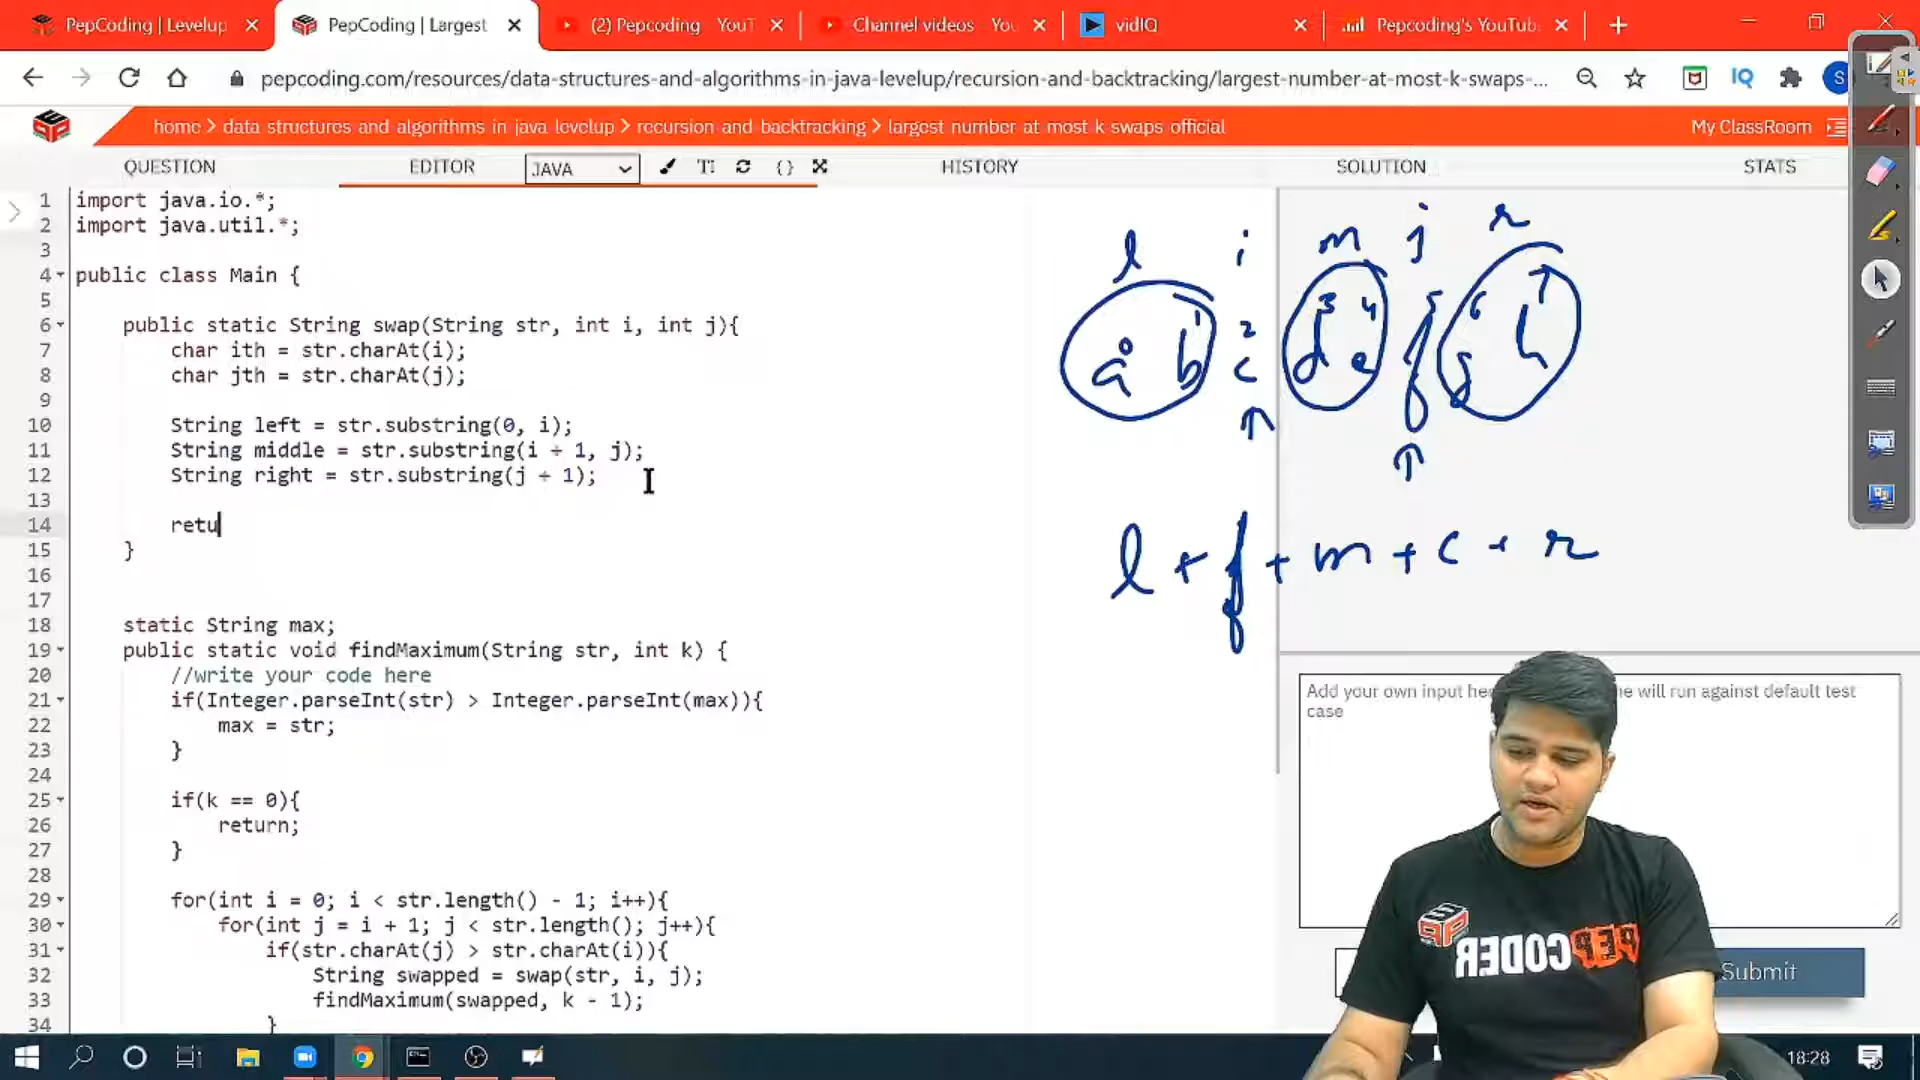 PepCoding | Levelup
PepCoding | Largest
(2) Pepcoding - YouT
Channel videos - You
vidIQ
Pepcoding's YouTub
pepcoding.com/resources/data-structures-and-algorithms-in-java-levelup/recursion-and-backtracking/largest-number-at-most-k-swaps-...
IQ
S
home > data structures and algorithms in java levelup > recursion and backtracking > largest number at most k swaps official
My ClassRoom
QUESTION
EDITOR
JAVA
HISTORY
SOLUTION
STATS
1 import java.io.*;
2 import java.util.*;
3
4 public class Main {
5
6 public static String swap(String str, int i, int j){
7 char ith = str.charAt(i);
8 char jth = str.charAt(j);
9
10 String left = str.substring(0, i);
11 String middle = str.substring(i + 1, j);
12 String right = str.substring(j + 1);
13
14 retu
15 }
16
17
18 static String max;
19 public static void findMaximum(String str, int k) {
20 //write your code here
21 if(Integer.parseInt(str) > Integer.parseInt(max)){
22 max = str;
23 }
24
25 if(k == 0){
26 return;
27 }
28
29 for(int i = 0; i < str.length() - 1; i++){
30 for(int j = i + 1; j < str.length(); j++){
31 if(str.charAt(j) > str.charAt(i)){
32 String swapped = swap(str, i, j);
33 findMaximum(swapped, k - 1);
34 }
l i m j r
0 1 2 3 4 5 6 7
a b c d e f g h
l + f + m + c + r
Add your own input he
e will run against default test
case
PEPCODER
Submit
18:28